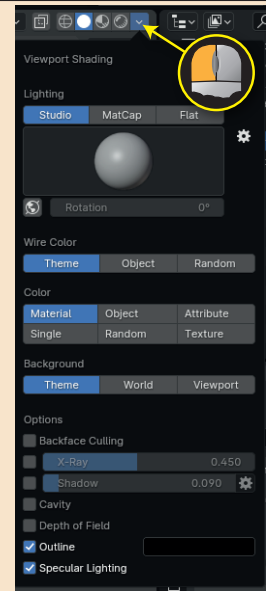 Viewport Shading
Lighting
Studio MatCap Flat
Rotation 0°
Wire Color
Theme Object Random
Color
Material Object Attribute
Single Random Texture
Background
Theme World Viewport
Options
Backface Culling
X-Ray 0.450
Shadow 0.090
Cavity
Depth of Field
Outline
Specular Lighting